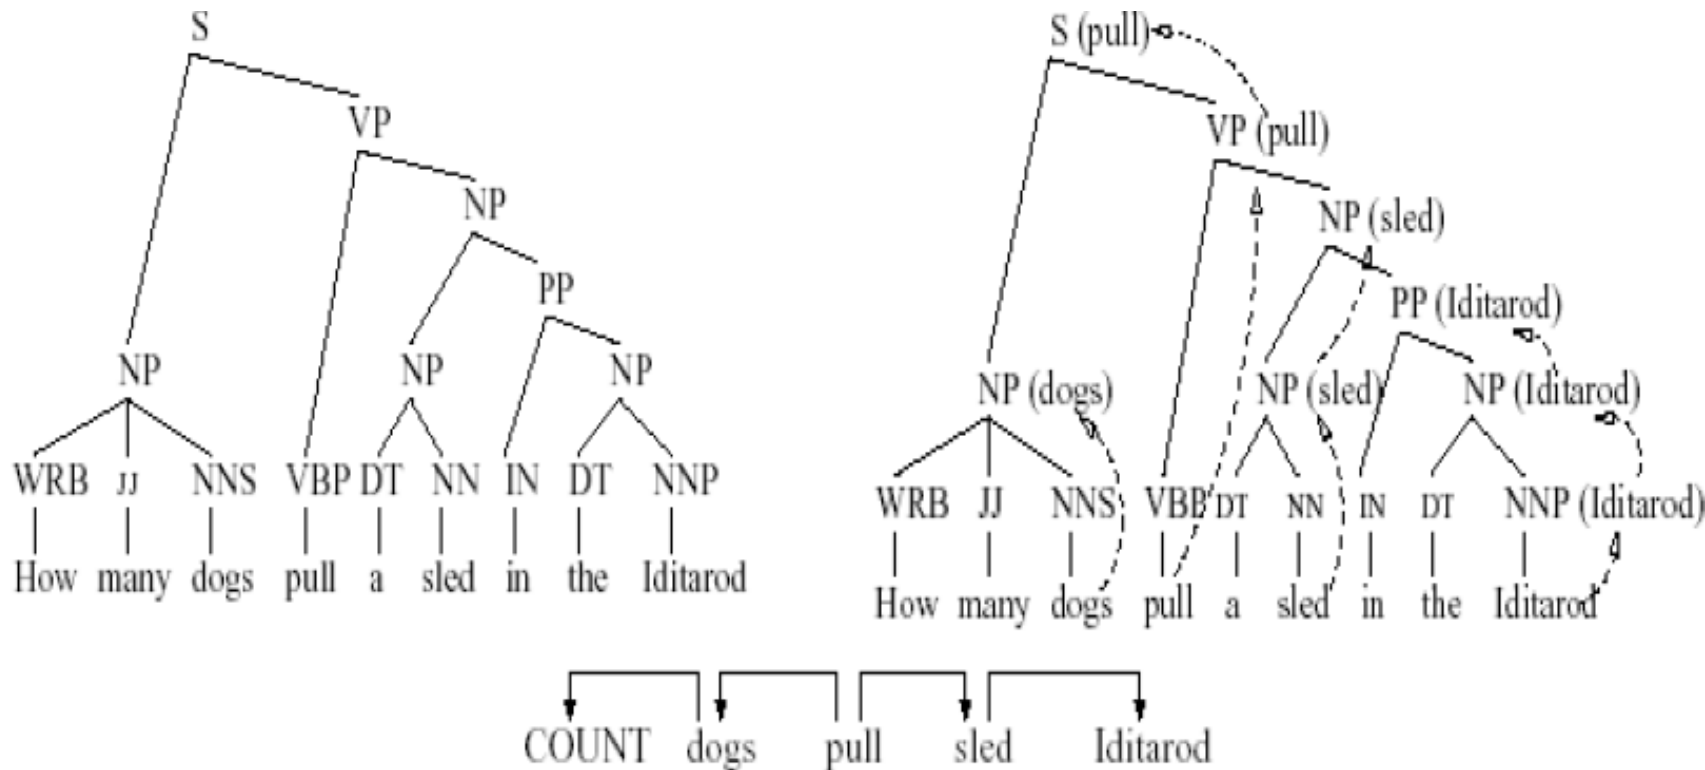 S
VP
NP
PP
NP NP NP
WRB JJ NNS VBP DT NN IN DT NNP
How many dogs pull a sled in the Iditarod
S (pull)
VP (pull)
NP (sled)
PP (Iditarod)
NP (dogs) NP (sled) NP (Iditarod)
WRB JJ NNS VBP DT NN IN DT NNP (Iditarod)
How many dogs pull a sled in the Iditarod
COUNT dogs pull sled Iditarod